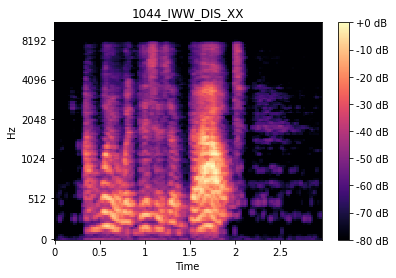 1044_IWW_DIS_XX
+0 dB
8192
-10 dB
4096
-20 dB
-30 dB
2048
Hz
-40 dB
1024
-50 dB
512
-60 dB
-70 dB
0
-80 dB
0 0.5 1 1.5 2 2.5
Time